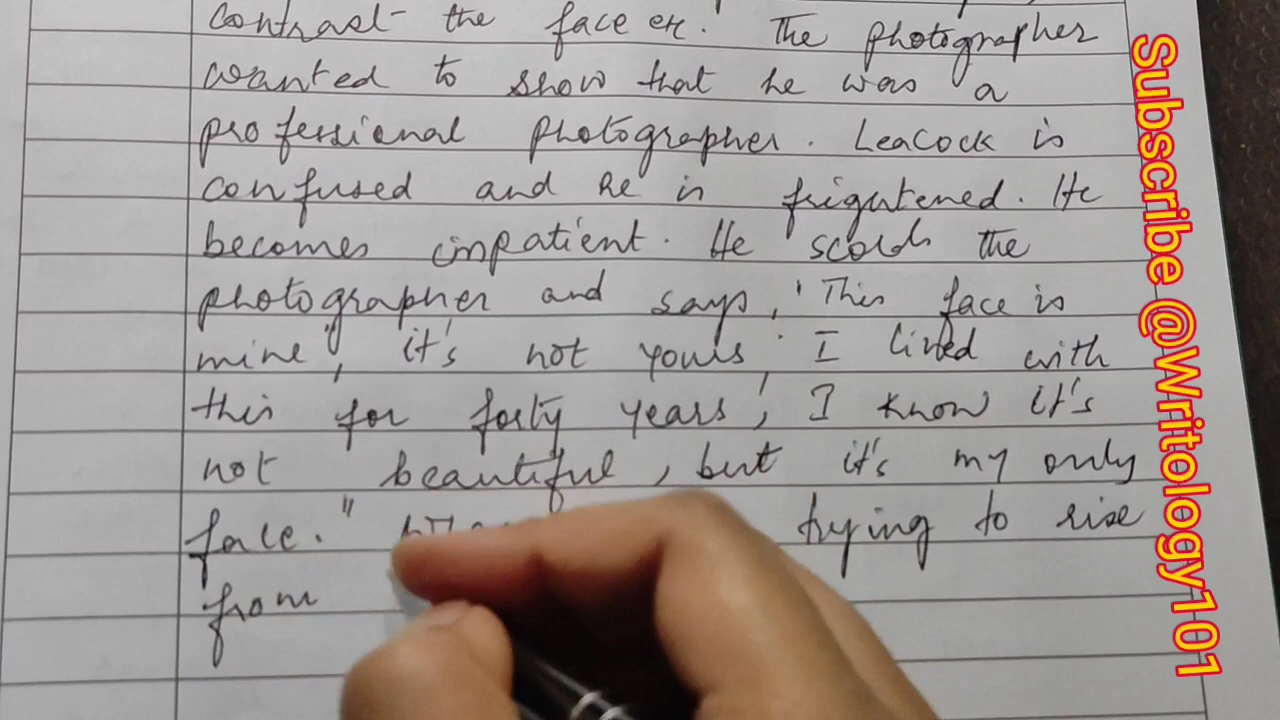 contrast the face etc.' The photographer
wanted to show that he was a
professional photographer. Leacock is
confused and he is frightened. He
becomes impatient. He scolds the
photographer and says, 'This face is
mine, it's not yours. I lived with
this for forty years, I know it's
not beautiful, but it's my only
face." trying to rise
from
Subscribe @Writology101